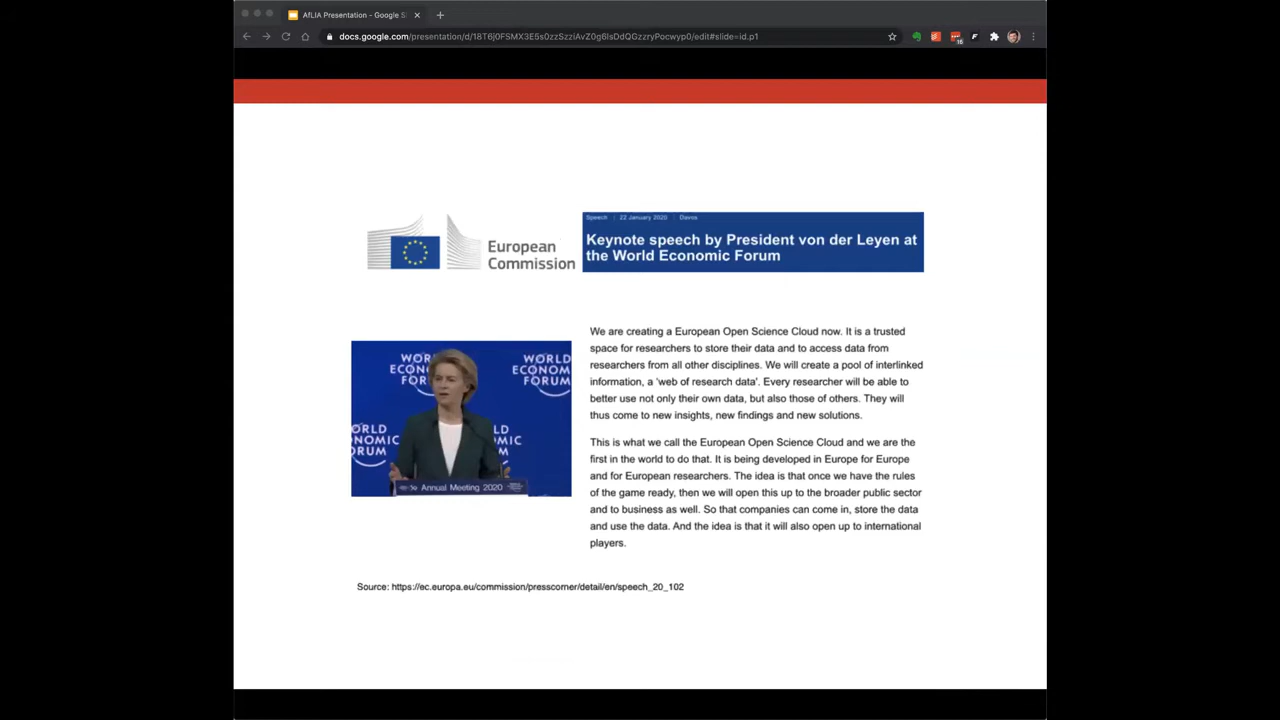 AfLIA Presentation - Google S
docs.google.com/presentation/d/18T6j0FSMX3E6s0zzSzziAvZ0g6lsDdQGzzryPocwyp0/edit#slide=id.p1
European
Commission
Speech | 22 January 2020 | Davos
Keynote speech by President von der Leyen at
the World Economic Forum
We are creating a European Open Science Cloud now. It is a trusted
space for researchers to store their data and to access data from
researchers from all other disciplines. We will create a pool of interlinked
information, a 'web of research data'. Every researcher will be able to
better use not only their own data, but also those of others. They will
thus come to new insights, new findings and new solutions.
This is what we call the European Open Science Cloud and we are the
first in the world to do that. It is being developed in Europe for Europe
and for European researchers. The idea is that once we have the rules
of the game ready, then we will open this up to the broader public sector
and to business as well. So that companies can come in, store the data
and use the data. And the idea is that it will also open up to international
players.
WORLD
ECONOMIC
FORUM
WORLD
ECONOMIC
FORUM
ORLD
ONOMIC
RUM
OMIC
UM
Annual Meeting 2020
Source: https://ec.europa.eu/commission/presscorner/detail/en/speech_20_102